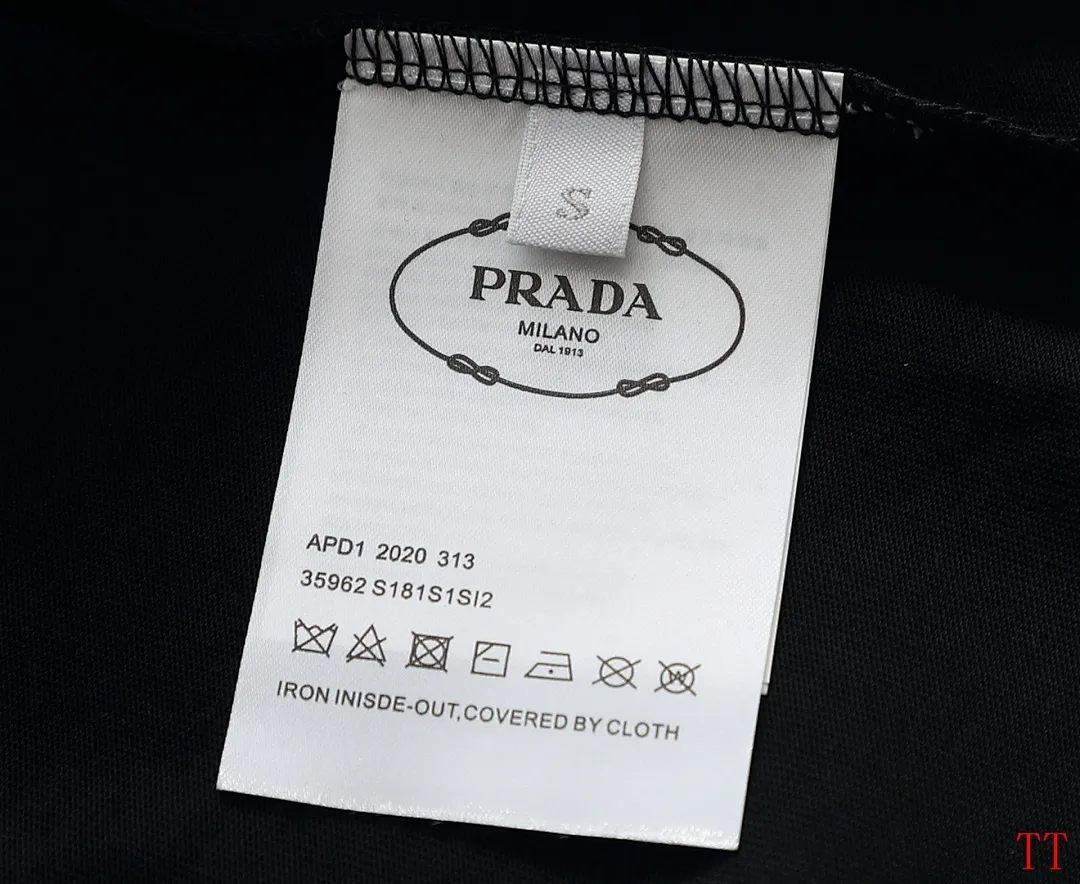 S
PRADA
MILANO
DAL 1913
APD1 2020 313
35962 S181S1SI2
W
IRON INISDE-OUT,COVERED BY CLOTH
TT